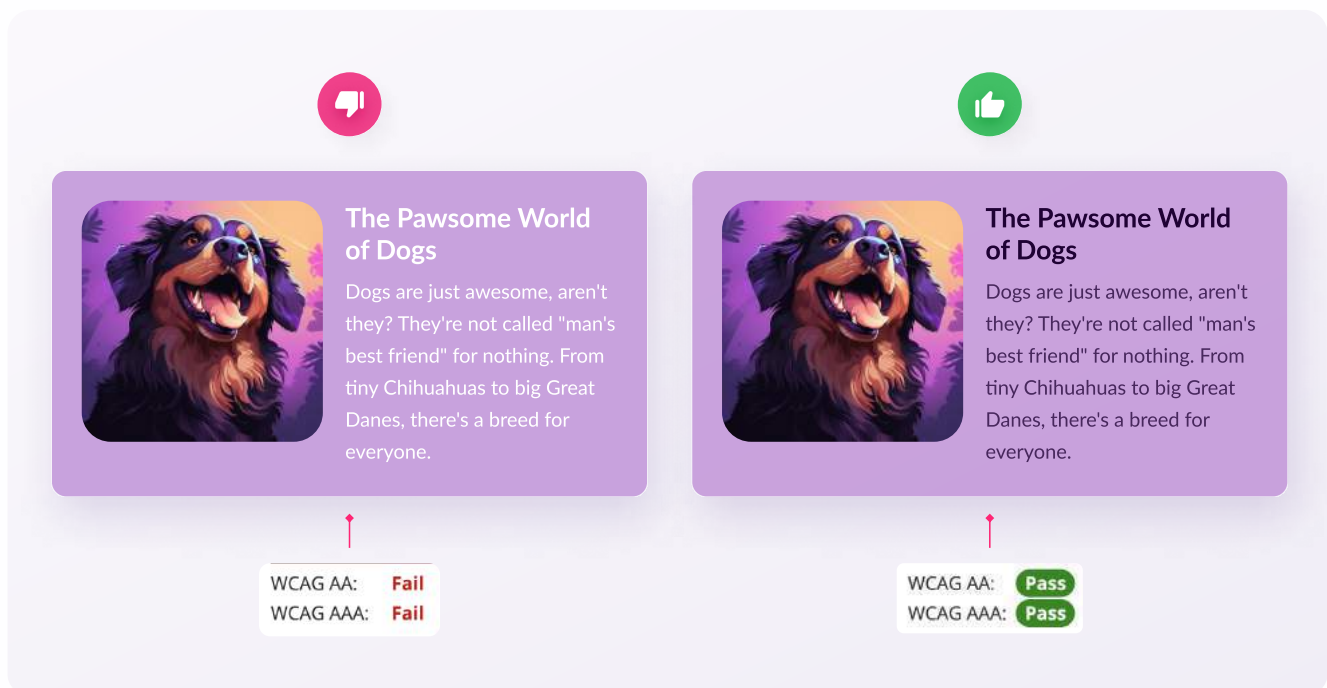 The Pawsome World
of Dogs
Dogs are just awesome, aren't
they? They're not called "man's
best friend" for nothing. From
tiny Chihuahuas to big Great
Danes, there's a breed for
everyone.
WCAG AA: Fail
WCAG AAA: Fail
The Pawsome World
of Dogs
Dogs are just awesome, aren't
they? They're not called "man's
best friend" for nothing. From
tiny Chihuahuas to big Great
Danes, there's a breed for
everyone.
WCAG AA: Pass
WCAG AAA: Pass